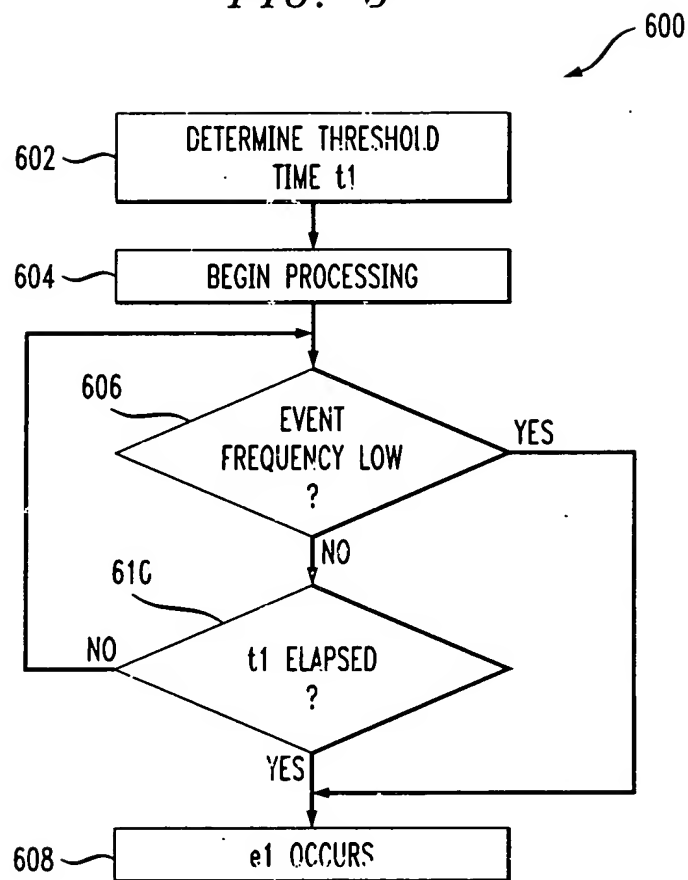 600
DETERMINE THRESHOLD
TIME t1
602
604
BEGIN PROCESSING
606
EVENT
FREQUENCY LOW
?
YES
NO
610
t1 ELAPSED
?
NO
YES
608
e1 OCCURS